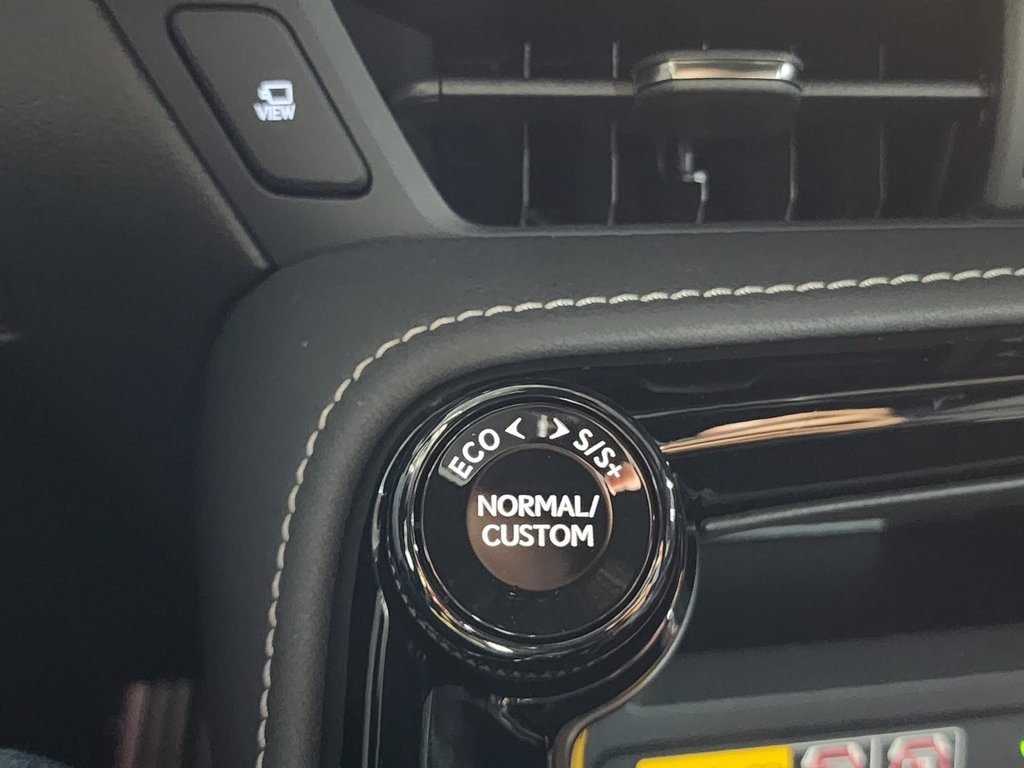 VIEW
ECO < > S/S+
NORMAL/
CUSTOM